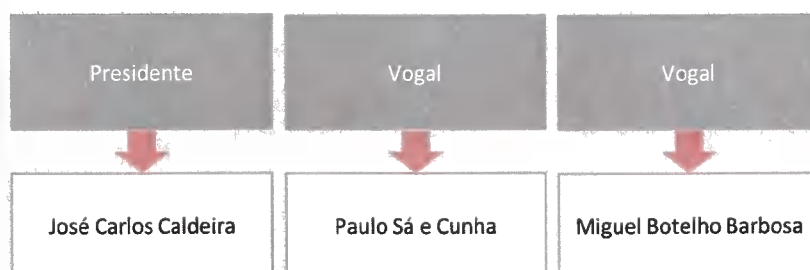 Presidente
Vogal
Vogal
José Carlos Caldeira
Paulo Sá e Cunha
Miguel Botelho Barbosa